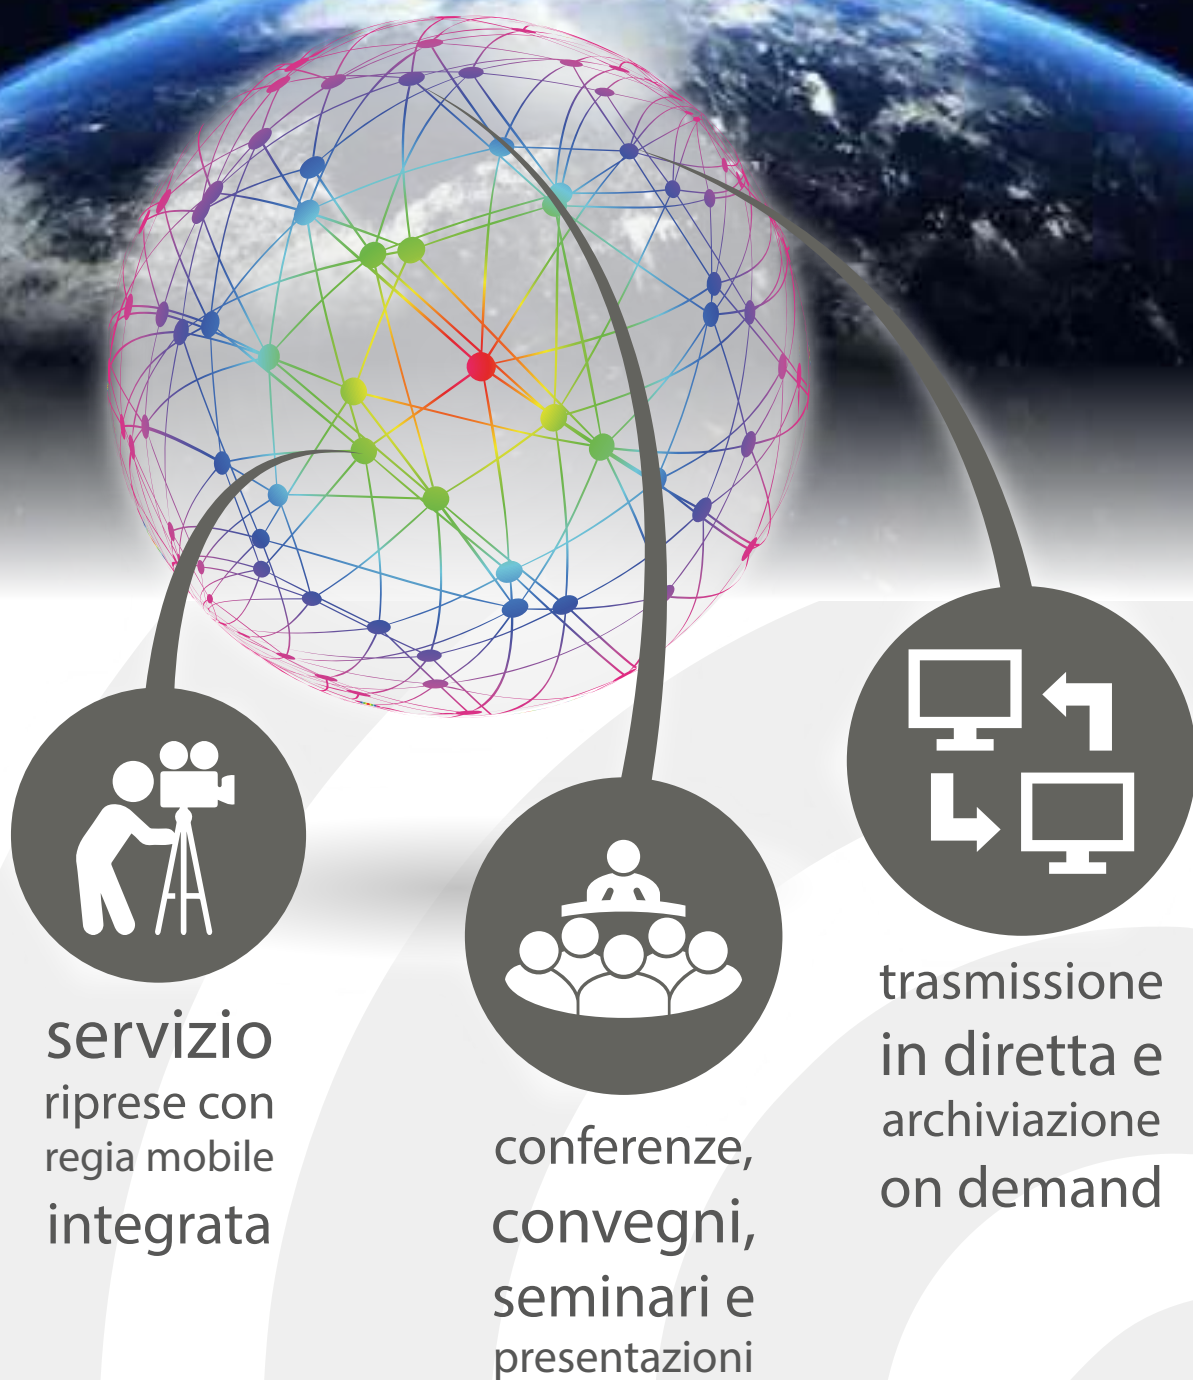 servizio
riprese con
regia mobile
integrata
conferenze,
convegni,
seminari e
presentazioni
trasmissione
in diretta e
archiviazione
on demand